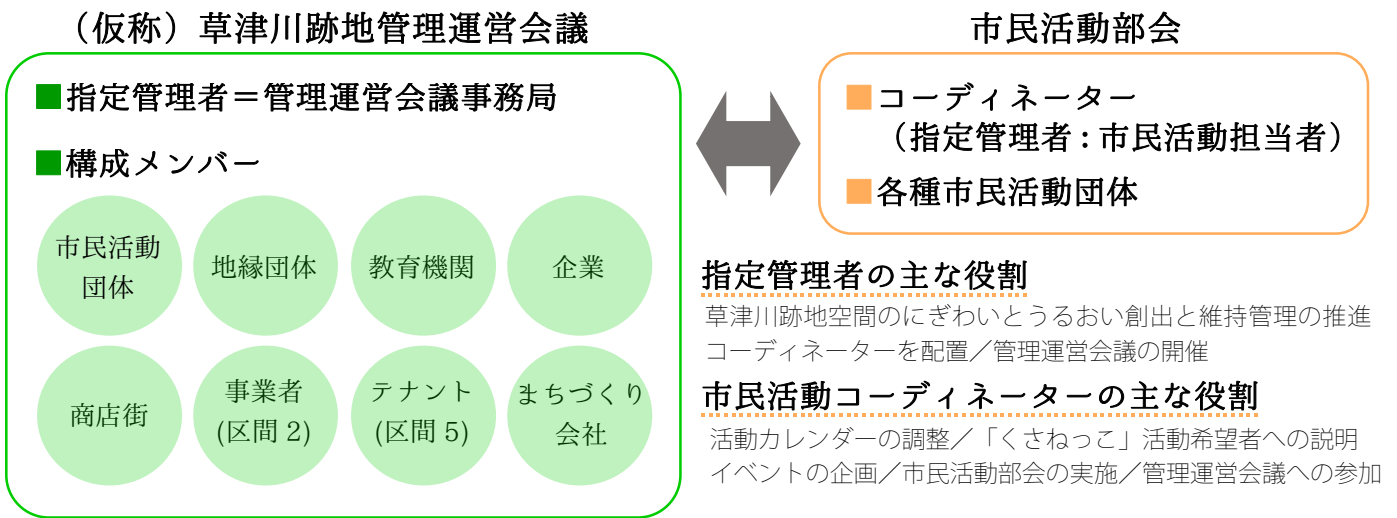 （仮称）草津川跡地管理運営会議
■指定管理者＝管理運営会議事務局
■構成メンバー
市民活動
団体
地縁団体
教育機関
企業
商店街
事業者
(区間 2)
テナント
(区間 5)
まちづくり
会社
市民活動部会
■コーディネーター
（指定管理者：市民活動担当者）
■各種市民活動団体
指定管理者の主な役割
草津川跡地空間のにぎわいとうるおい創出と維持管理の推進
コーディネーターを配置／管理運営会議の開催
市民活動コーディネーターの主な役割
活動カレンダーの調整／「くさねっこ」活動希望者への説明
イベントの企画／市民活動部会の実施／管理運営会議への参加